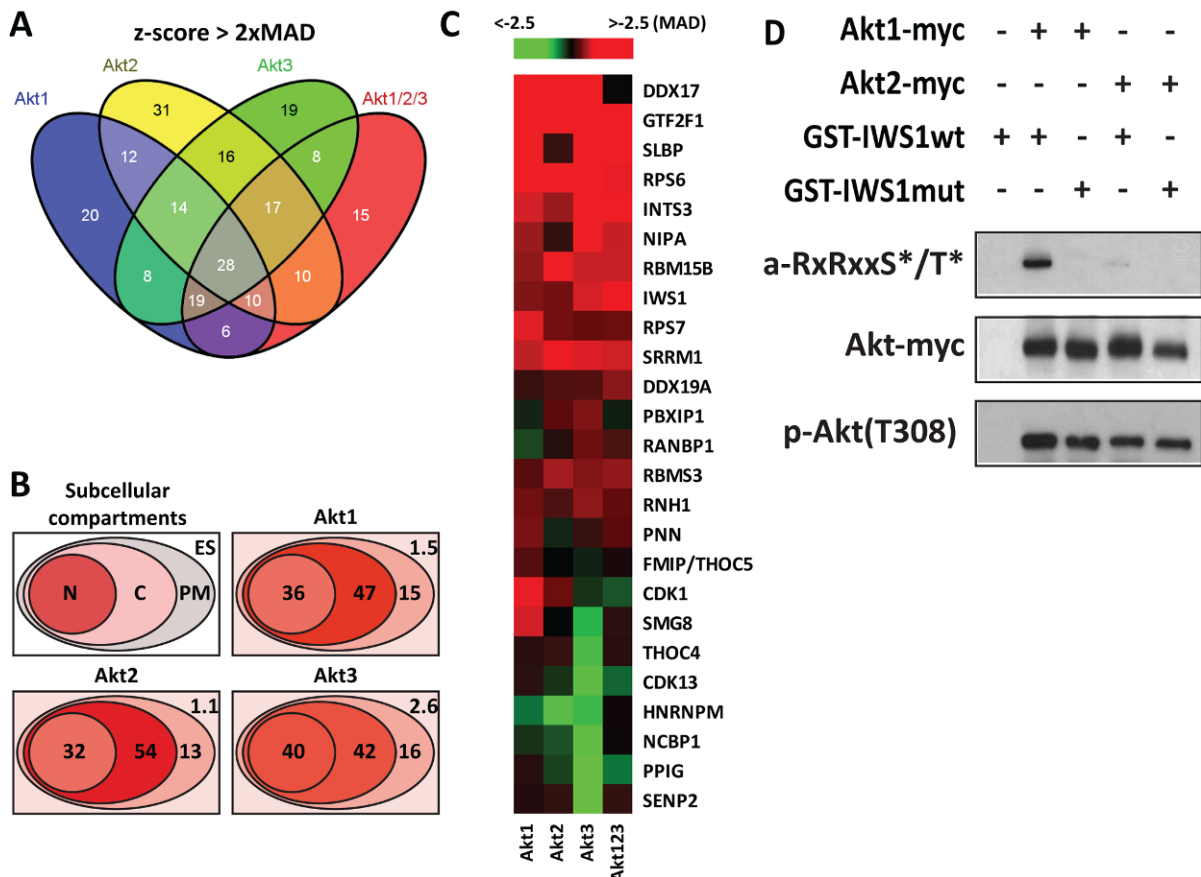 A
z-score > 2xMAD
Akt1
Akt2
Akt3
Akt1/2/3
31
19
12
16
8
20
14
17
15
8
28
10
19
10
6
B
Subcellular
compartments
ES
N
C
PM
Akt1
1.5
36
47
15
Akt2
1.1
32
54
13
Akt3
2.6
40
42
16
C
<-2.5
>-2.5 (MAD)
DDX17
GTF2F1
SLBP
RPS6
INTS3
NIPA
RBM15B
IWS1
RPS7
SRRM1
DDX19A
PBXIP1
RANBP1
RBMS3
RNH1
PNN
FMIP/THOC5
CDK1
SMG8
THOC4
CDK13
HNRNPM
NCBP1
PPIG
SENP2
Akt1
Akt2
Akt3
Akt123
D
Akt1-myc - + + - -
Akt2-myc - - - + +
GST-IWS1wt + + - + -
GST-IWS1mut - - + - +
a-RxRxxS*/T*
Akt-myc
p-Akt(T308)